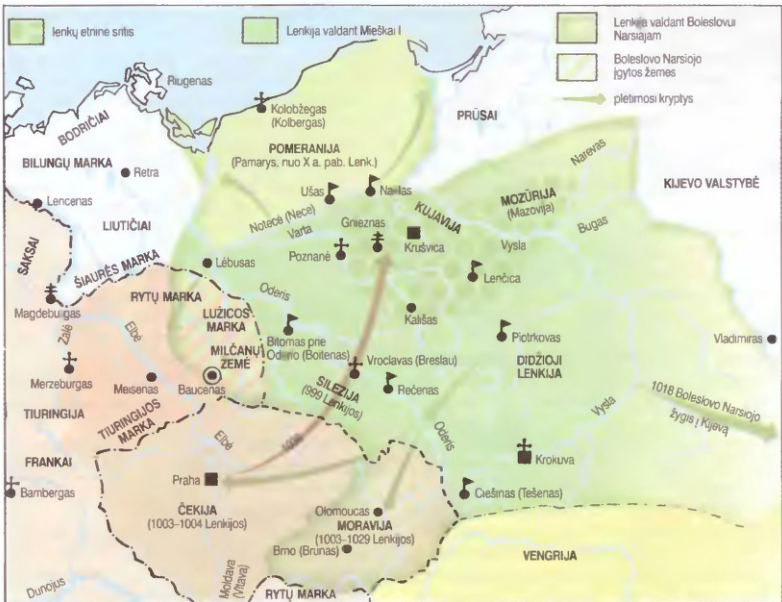 lenkų etninė sritis
Lenkija valdant Mieškai I
Lenkija valdant Boleslovui
Narsiajam
Boleslovo Narsiojo
įgytos žemės
plėtimosi kryptys
Riugenas
BODRIČIAI
BILUNGŲ MARKA
Retra
Lencenas
LIUTIČIAI
SAKSAI
ŠIAURĖS MARKA
Kolobžegas
(Kolbergas)
POMERANIJA
(Pamarys, nuo X a. pab. Lenk.)
PRŪSAI
Ušas
Naklas
KUJAVIJA
MOZŪRIJA
(Mazovija)
Narevas
KIJEVO VALSTYBĖ
Notecė (Necė)
Varta
Gnieznas
Poznanė
Krušvica
Vysla
Bugas
Lėbusas
Oderis
Lenčica
Magdeburgas
Zalė
Elbė
RYTŲ MARKA
LUŽICOS
MARKA
MILČANŲ
ŽEMĖ
Kališas
Bitomas prie
Oderio (Boitenas)
Piotrkovas
Vladimiras
Merzeburgas
Meisenas
Baucenas
Vroclavas (Breslau)
DIDŽIOJI
LENKIJA
TIURINGIJA
TIURINGIJOS
MARKA
SILEZIJA
(999 Lenkijos)
Rečenas
1018 Boleslovo Narsiojo
žygis į Kijevą
Vysla
FRANKAI
Elbė
Oderis
Bambergas
Praha
Krokuva
ČEKIJA
(1003–1004 Lenkijos)
Olomoucas
Ciešinas (Tešenas)
MORAVIJA
(1003–1029 Lenkijos)
Brno (Briunas)
VENGRIJA
Dunojus
Moldava
(Vltava)
RYTŲ MARKA